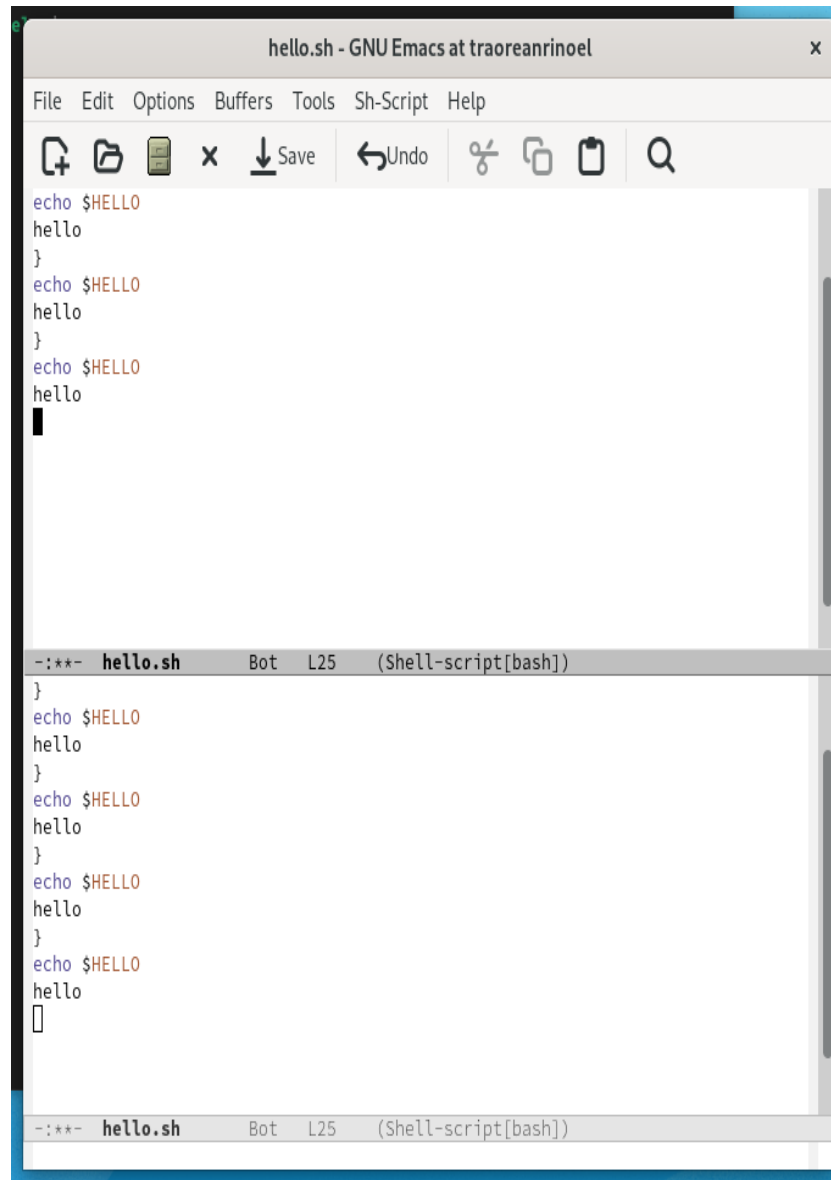 hello.sh - GNU Emacs at traoreanrinoel
File Edit Options Buffers Tools Sh-Script Help
Save Undo
echo $HELLO
hello
}
echo $HELLO
hello
}
echo $HELLO
hello
-:**- hello.sh Bot L25 (Shell-script[bash])
}
echo $HELLO
hello
}
echo $HELLO
hello
}
echo $HELLO
hello
}
echo $HELLO
hello
-:**- hello.sh Bot L25 (Shell-script[bash])